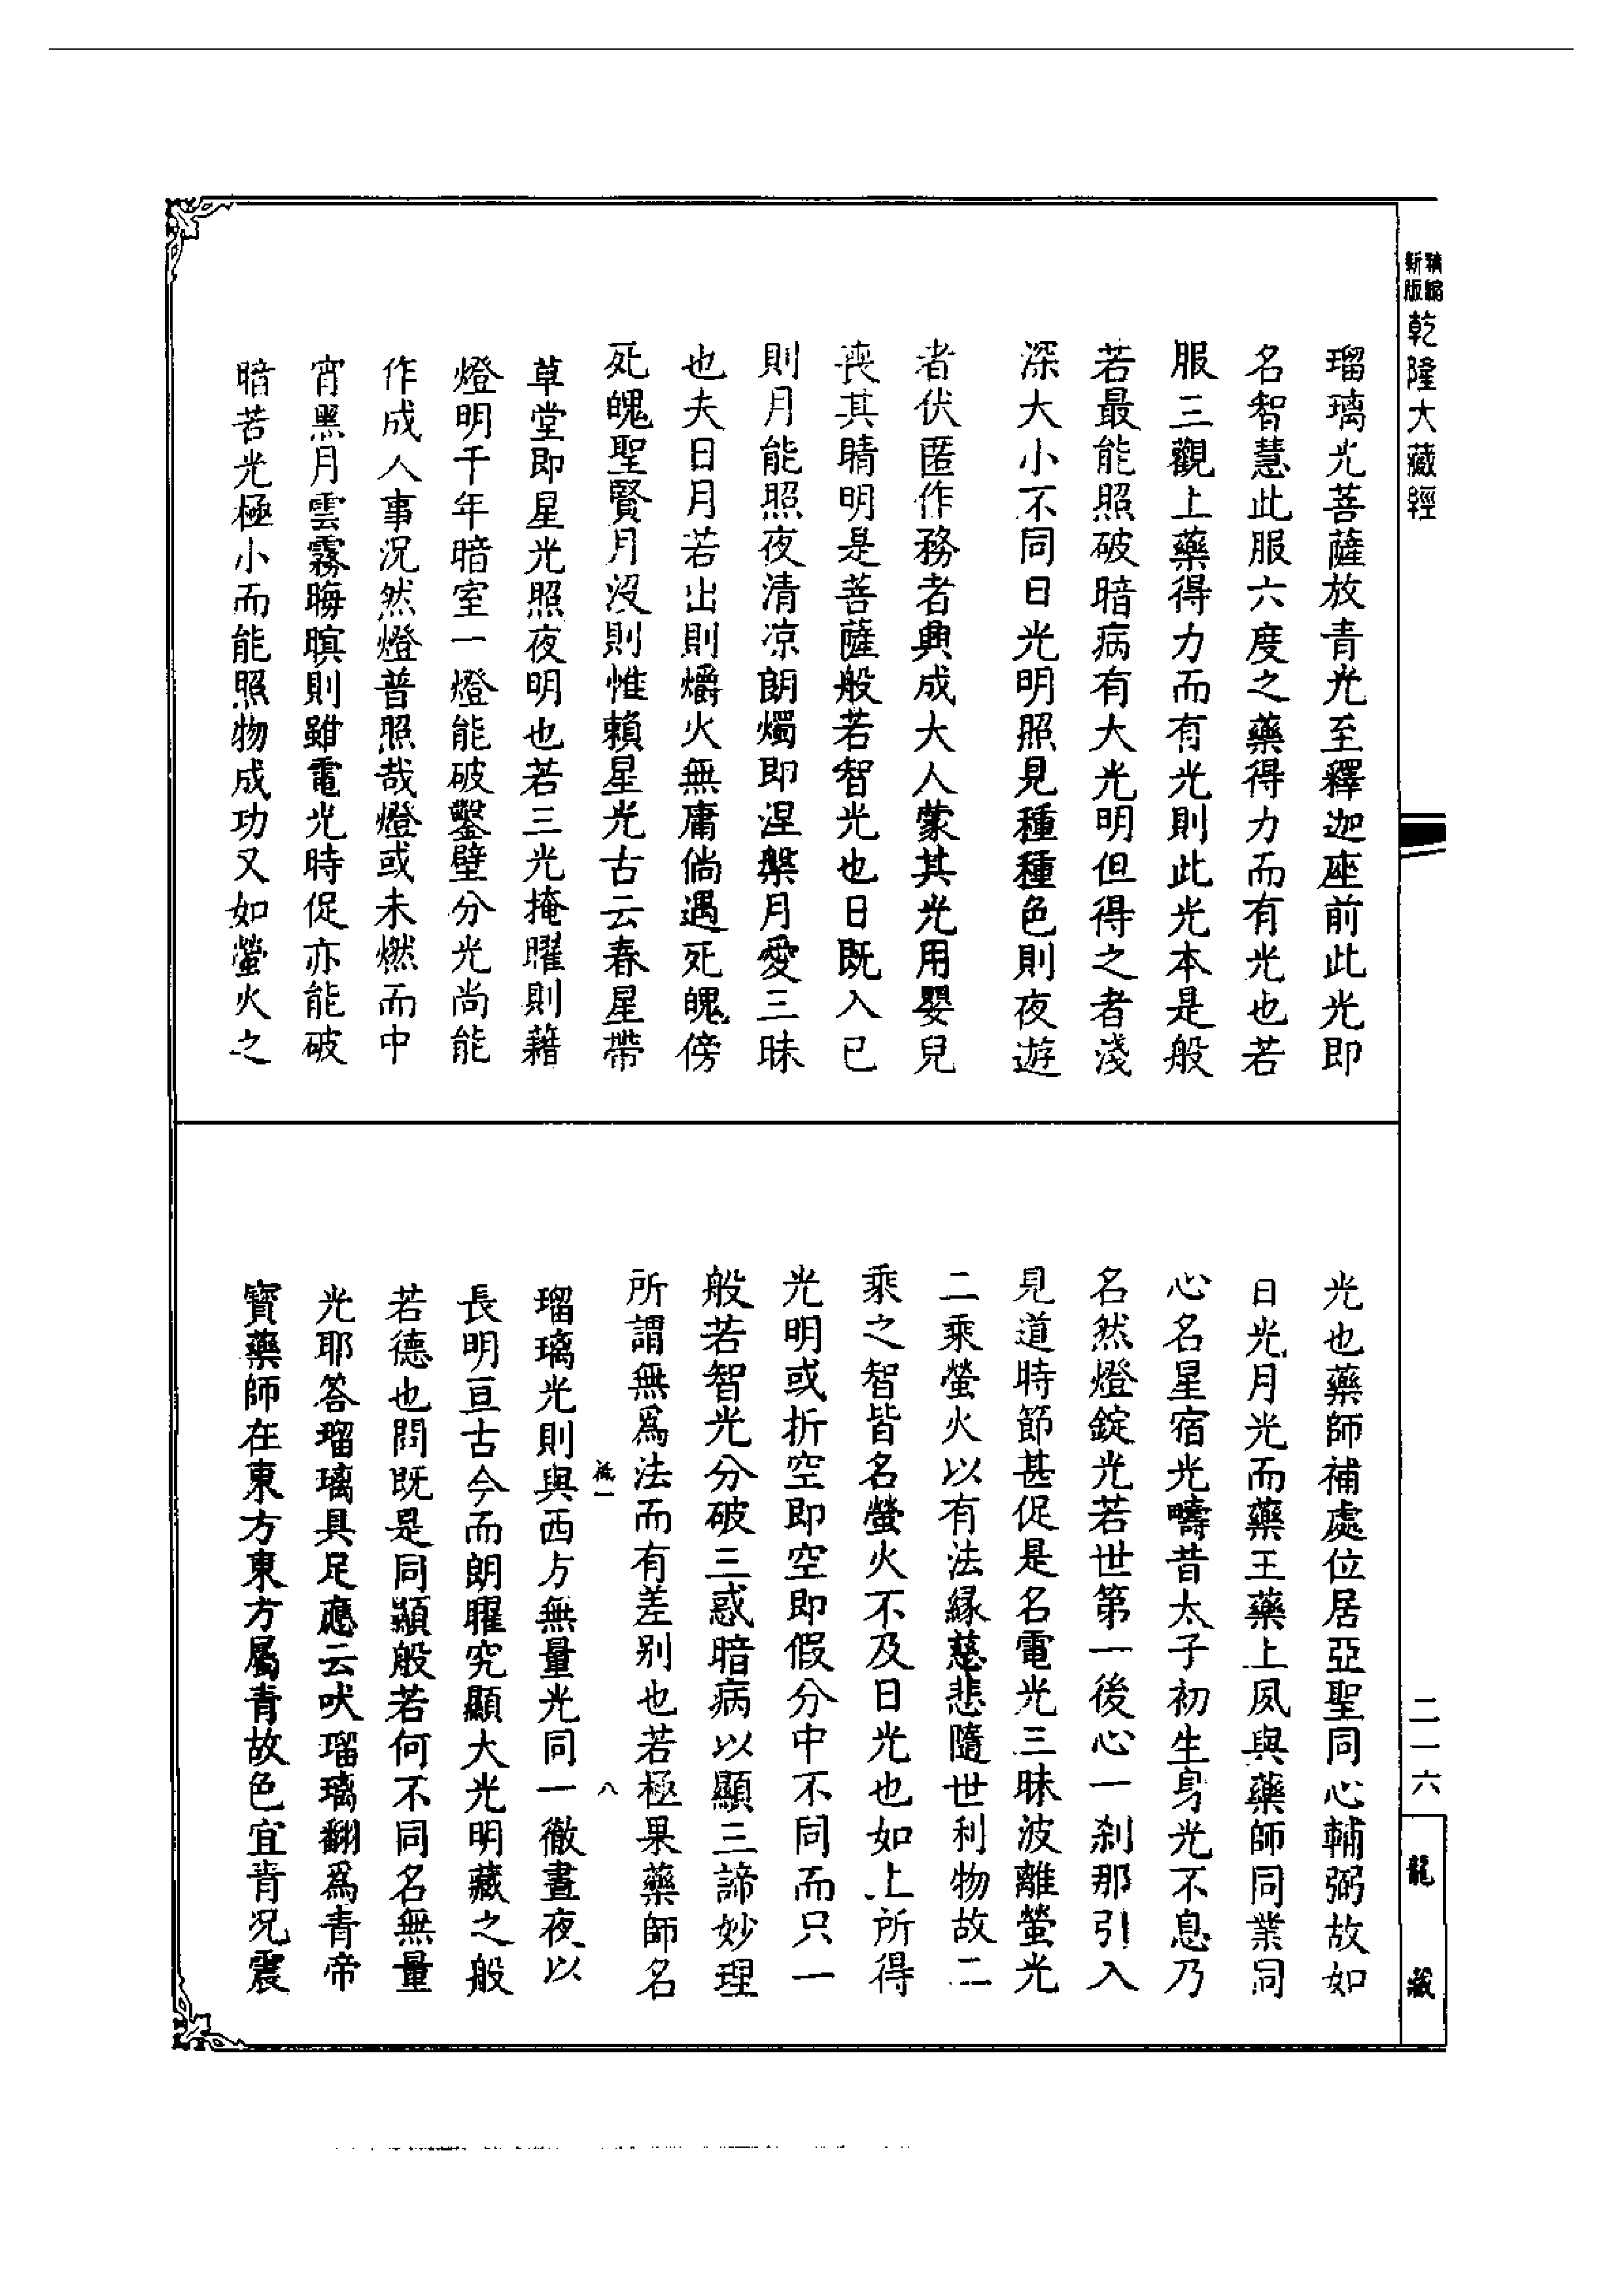 精縮
新版
乾隆大藏經
瑠璃光菩薩放青光至釋迦座前此光即
名智慧此服六度之藥得力而有光也若
服三觀上藥得力而有光則此光本是般
若最能照破暗病有大光明但得之者淺
深大小不同日光明照見種種色則夜遊
者伏匿作務者興成大人蒙其光用嬰兒
喪其睛明是菩薩般若智光也日既入已
則月能照夜清凉朗燭即涅槃月愛三昧
也夫日月若出則爝火無庸倘遇死魄傍
死魄聖賢月沒則惟賴星光古云春星帶
草堂即星光照夜明也若三光掩曜則藉
燈明千年暗室一燈能破鑿壁分光尚能
作成人事况然燈普照哉燈或未燃而中
宵黑月雲霧晦暝則雖電光時促亦能破
暗若光極小而能照物成功又如螢火之
光也藥師補處位居亞聖同心輔弼故如
日光月光而藥王藥上夙與藥師同業同
心名星宿光疇昔太子初生身光不息乃
名然燈錠光若世第一後心一刹那引入
見道時節甚促是名電光三昧波離螢光
二乘螢火以有法緣慈悲隨世利物故二
乘之智皆名螢火不及日光也如上所得
光明或折空即空即假分中不同而只一
般若智光分破三惑暗病以顯三諦妙理
所謂無爲法而有差别也若極果藥師名
八
瑠璃光則與西方無量光同一徹晝夜以
長明亘古今而朗曜究顯大光明藏之般
若德也問既是同顯般若何不同名無量
光耶答瑠璃具足應云吠瑠璃翻爲青帝
寳藥師在東方東方屬青故色宜青况震
二一六
龍藏